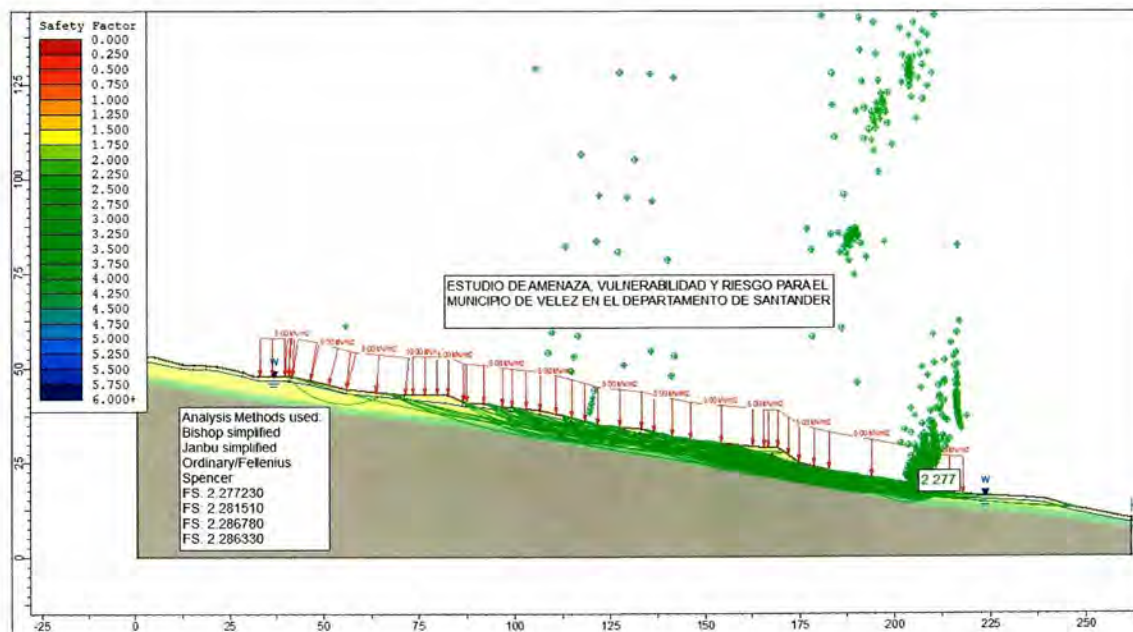 Safety Factor
0.000
0.250
0.500
0.750
1.000
1.250
1.500
1.750
2.000
2.250
2.500
2.750
3.000
3.250
3.500
3.750
4.000
4.250
4.500
4.750
5.000
5.250
5.500
5.750
6.000+
125
100
75
50
25
0
ESTUDIO DE AMENAZA, VULNERABILIDAD Y RIESGO PARA EL
MUNICIPIO DE VELEZ EN EL DEPARTAMENTO DE SANTANDER
W
W
2.277
Analysis Methods used:
Bishop simplified
Janbu simplified
Ordinary/Fellenius
Spencer
FS: 2.277230
FS: 2.281510
FS: 2.286780
FS: 2.286330
-25 0 25 50 75 100 125 150 175 200 225 250